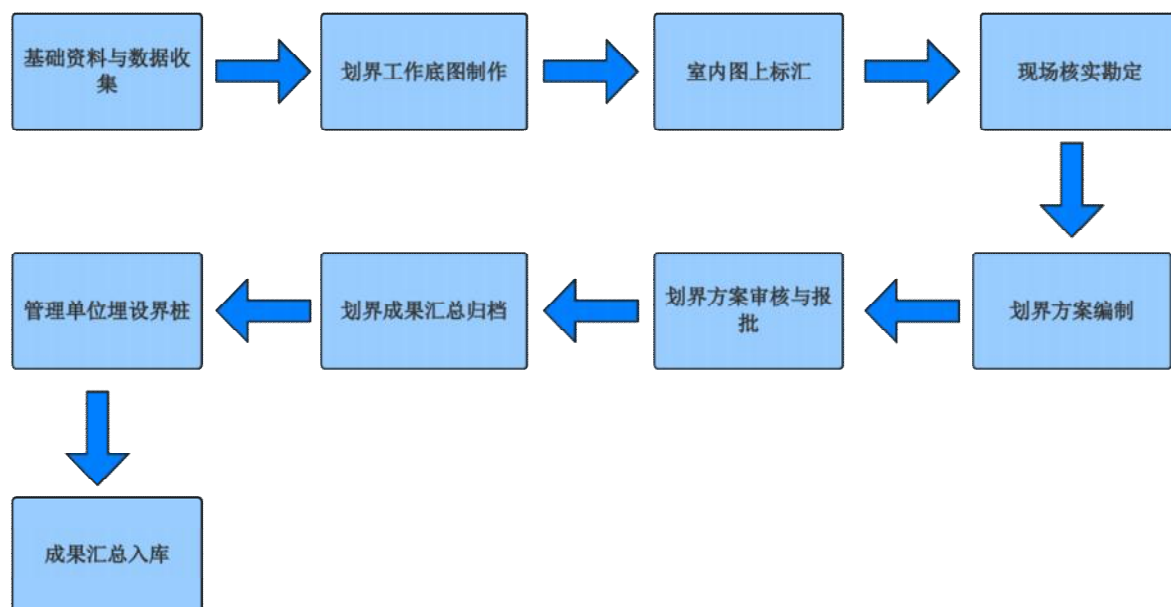 基础资料与数据收
集
划界工作底图制作
室内图上标汇
现场核实勘定
划界方案编制
划界方案审核与报
批
划界成果汇总归档
管理单位埋设界桩
成果汇总入库